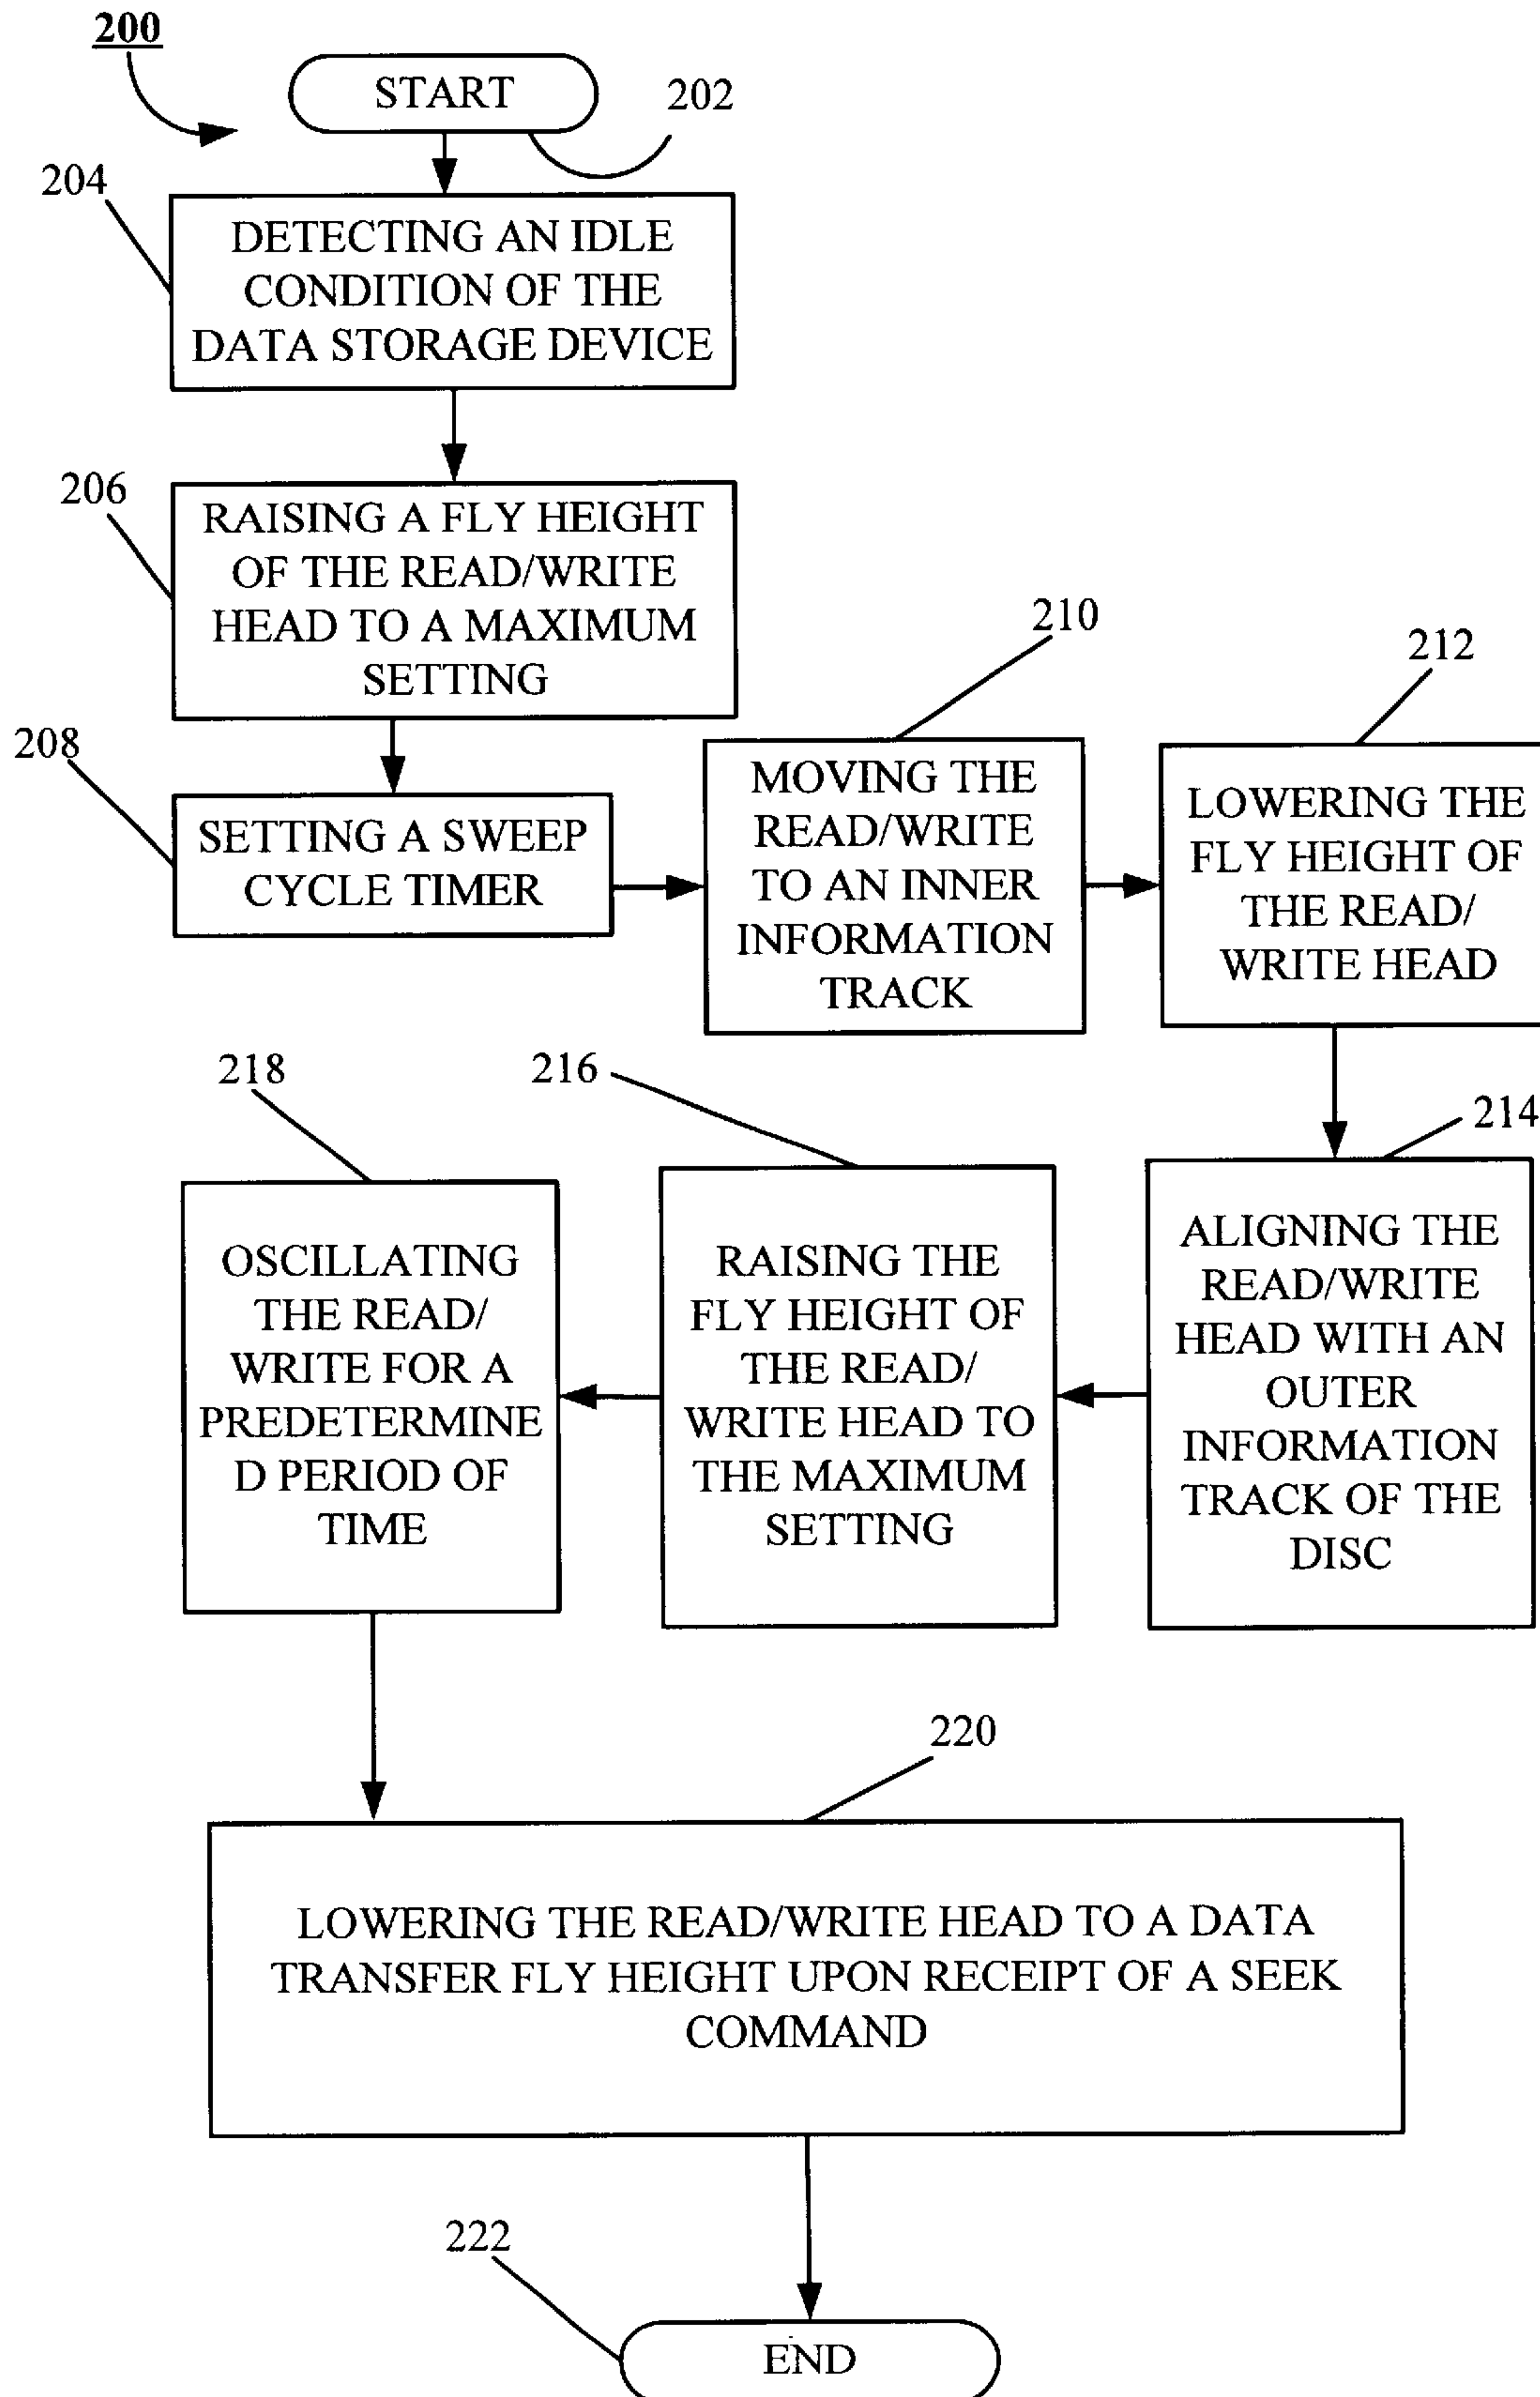 200
START
202
204
DETECTING AN IDLE
CONDITION OF THE
DATA STORAGE DEVICE
206
RAISING A FLY HEIGHT
OF THE READ/WRITE
HEAD TO A MAXIMUM
SETTING
208
SETTING A SWEEP
CYCLE TIMER
210
MOVING THE
READ/WRITE
TO AN INNER
INFORMATION
TRACK
212
LOWERING THE
FLY HEIGHT OF
THE READ/
WRITE HEAD
214
ALIGNING THE
READ/WRITE
HEAD WITH AN
OUTER
INFORMATION
TRACK OF THE
DISC
216
RAISING THE
FLY HEIGHT OF
THE READ/
WRITE HEAD TO
THE MAXIMUM
SETTING
218
OSCILLATING
THE READ/
WRITE FOR A
PREDETERMINE
D PERIOD OF
TIME
220
LOWERING THE READ/WRITE HEAD TO A DATA
TRANSFER FLY HEIGHT UPON RECEIPT OF A SEEK
COMMAND
222
END